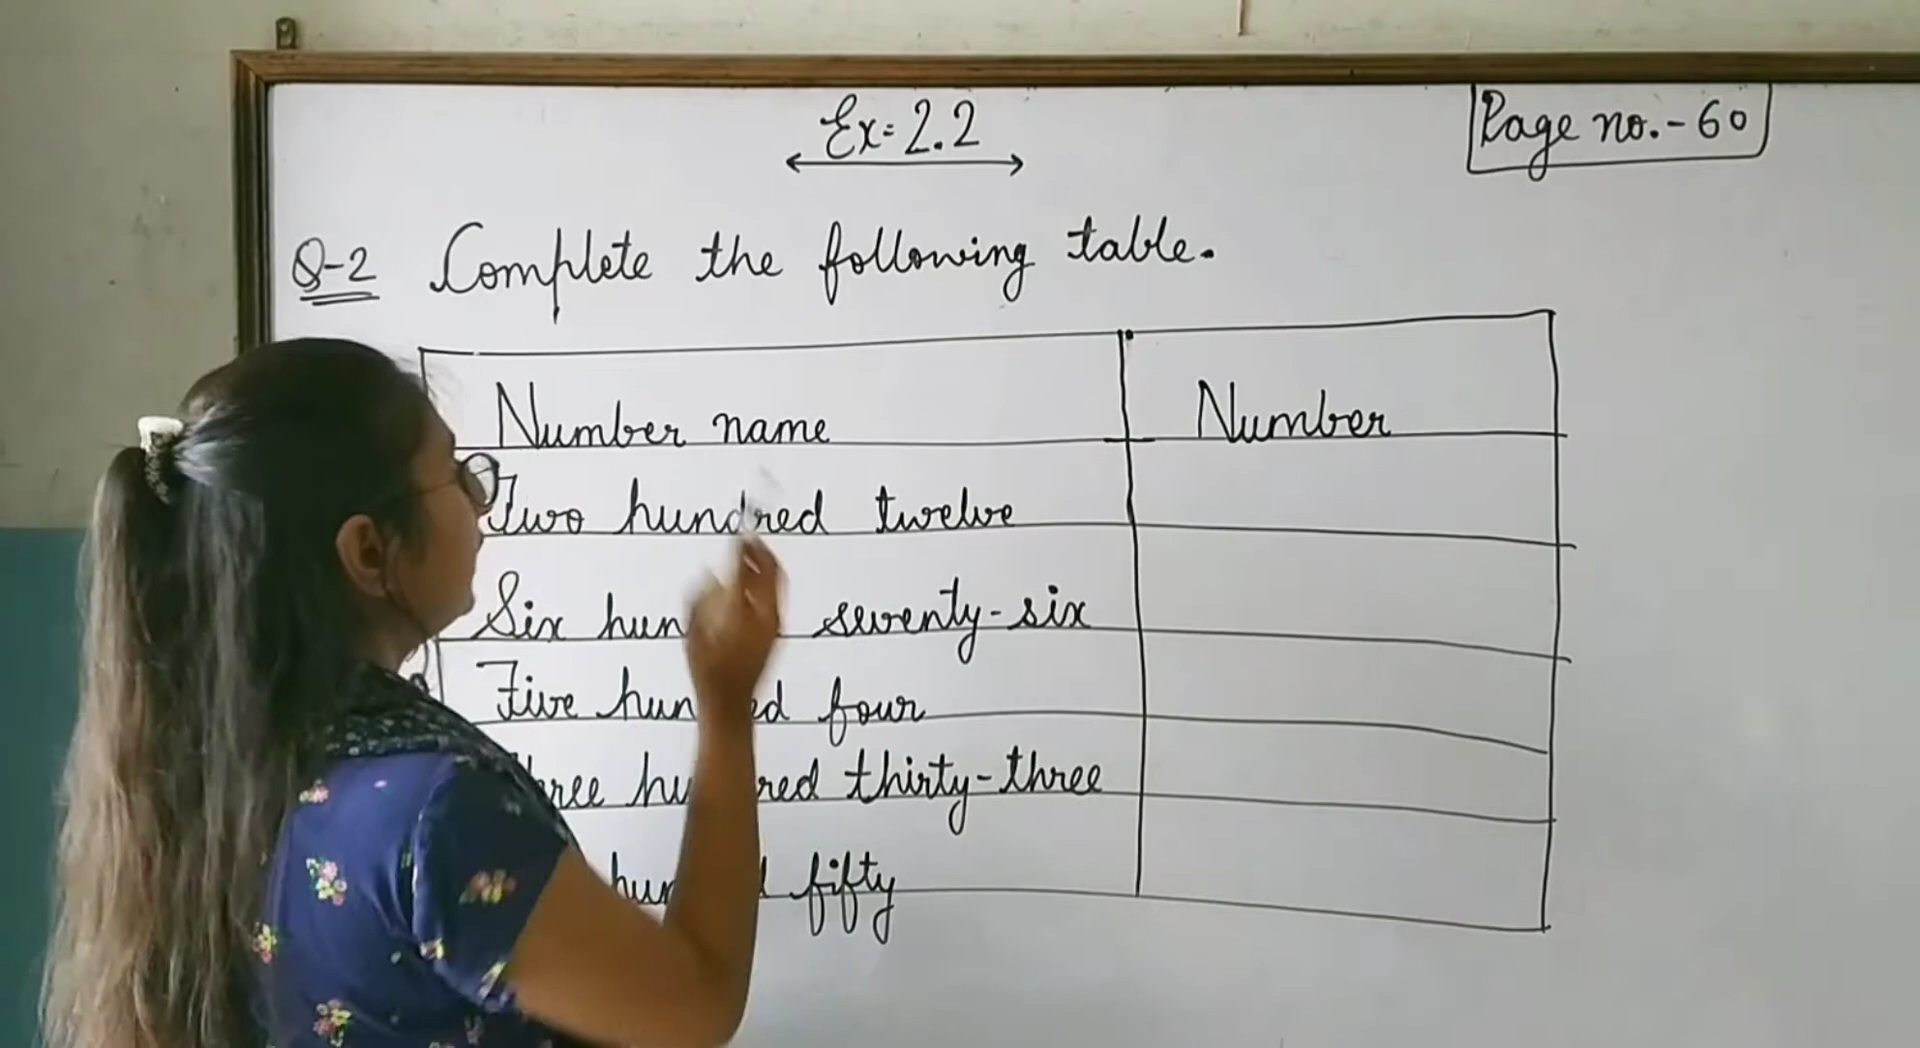 Ex=2.2
Page no.-60
Q-2 Complete the following table.
Number name Number
Two hundred twelve
Six seventy-six
Five four
thirty-three
fifty